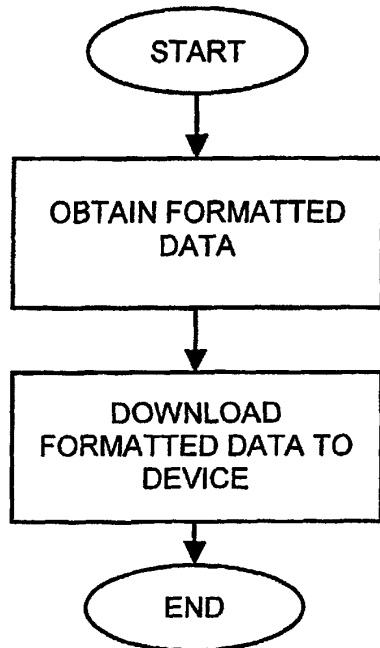 START
OBTAIN FORMATTED
DATA
DOWNLOAD
FORMATTED DATA TO
DEVICE
END